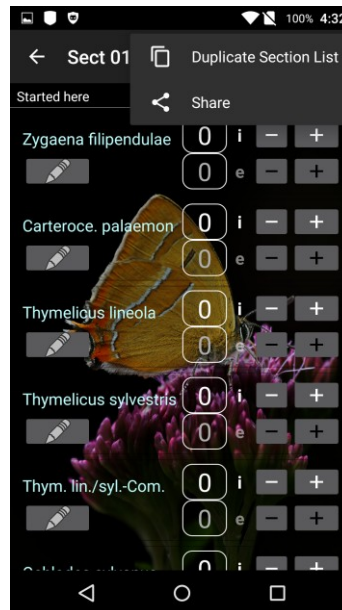 100% 4:32
Sect 01
Duplicate Section List
Share
Started here
Zygaena filipendulae 0 i − +
0 e − +
Carteroce. palaemon 0 i − +
0 e − +
Thymelicus lineola 0 i − +
0 e − +
Thymelicus sylvestris 0 i − +
0 e − +
Thym. lin./syl.-Com. 0 i − +
0 e − +
0 i − +